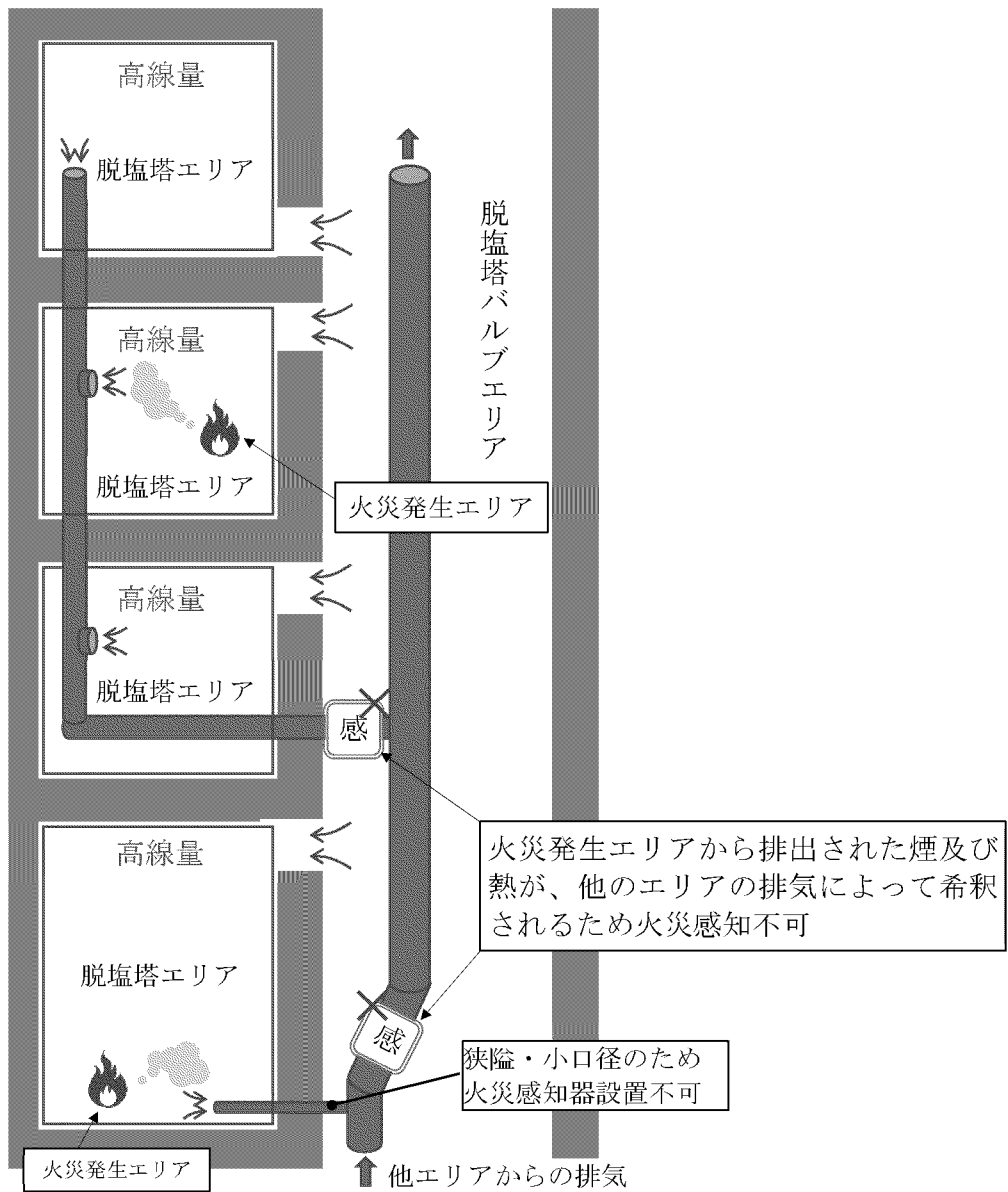 高線量
脱塩塔エリア
脱塩塔バルブエリア
高線量
脱塩塔エリア
火災発生エリア
高線量
脱塩塔エリア
感
高線量
火災発生エリアから排出された煙及び
熱が、他のエリアの排気によって希釈
されるため火災感知不可
脱塩塔エリア
感
狭隘・小口径のため
火災感知器設置不可
火災発生エリア
他エリアからの排気